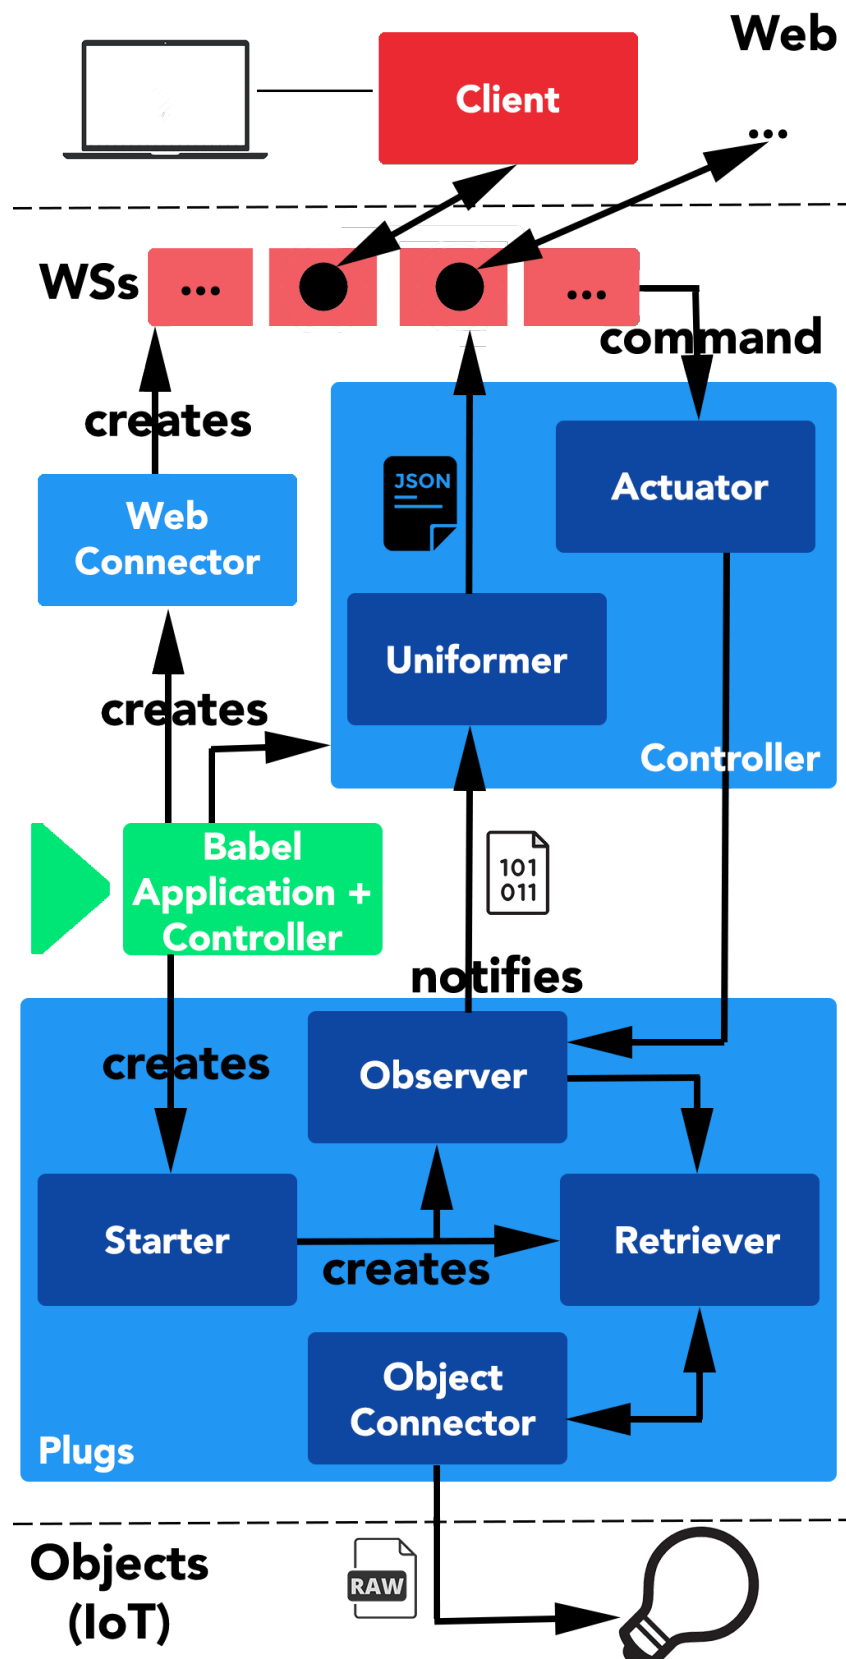 Web
Client
...
WSs
...
...
command
creates
JSON
Actuator
Web
Connector
Uniformer
creates
Controller
Babel
Application +
Controller
101
011
notifies
Observer
creates
Starter
Retriever
creates
Object
Connector
Plugs
Objects
(IoT)
RAW